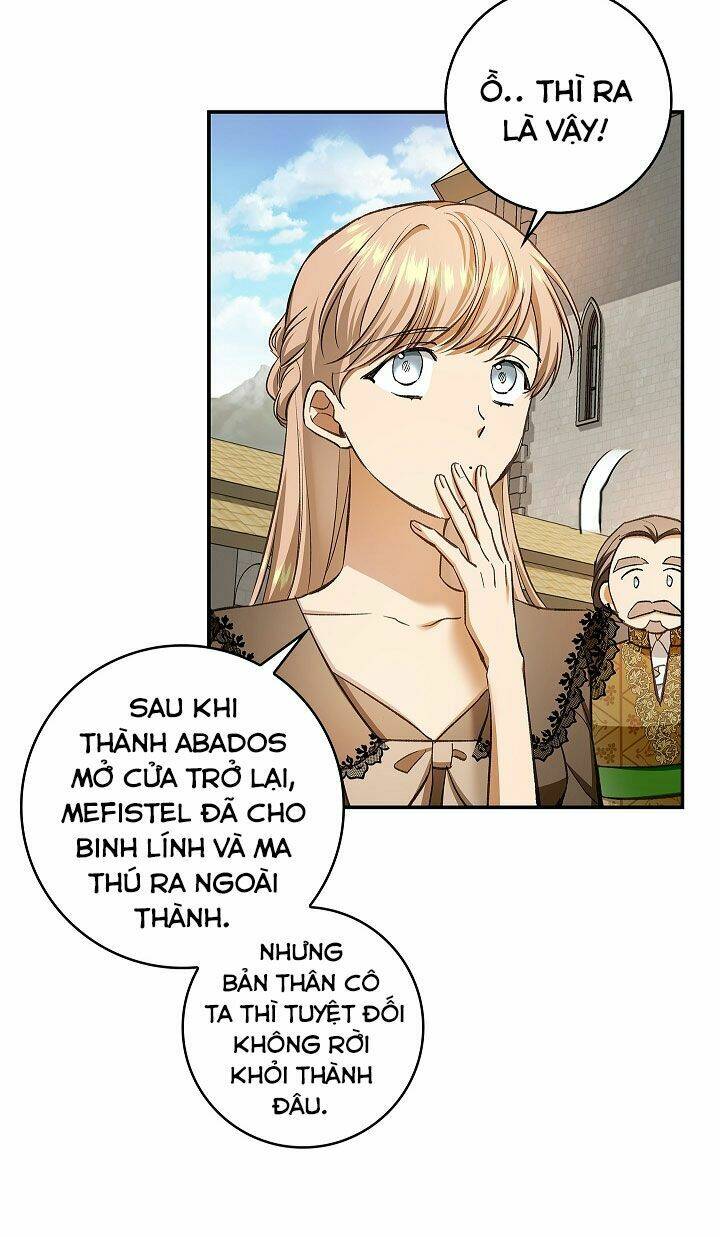 Ồ.. THÌ RA
LÀ VẬY!
SAU KHI
THÀNH ABADOS
MỞ CỬA TRỞ LẠI,
MEFISTEL ĐÃ CHO
BINH LÍNH VÀ MA
THÚ RA NGOÀI
THÀNH.
NHƯNG
BẢN THÂN CÔ
TA THÌ TUYỆT ĐỐI
KHÔNG RỜI
KHỎI THÀNH
ĐÂU.